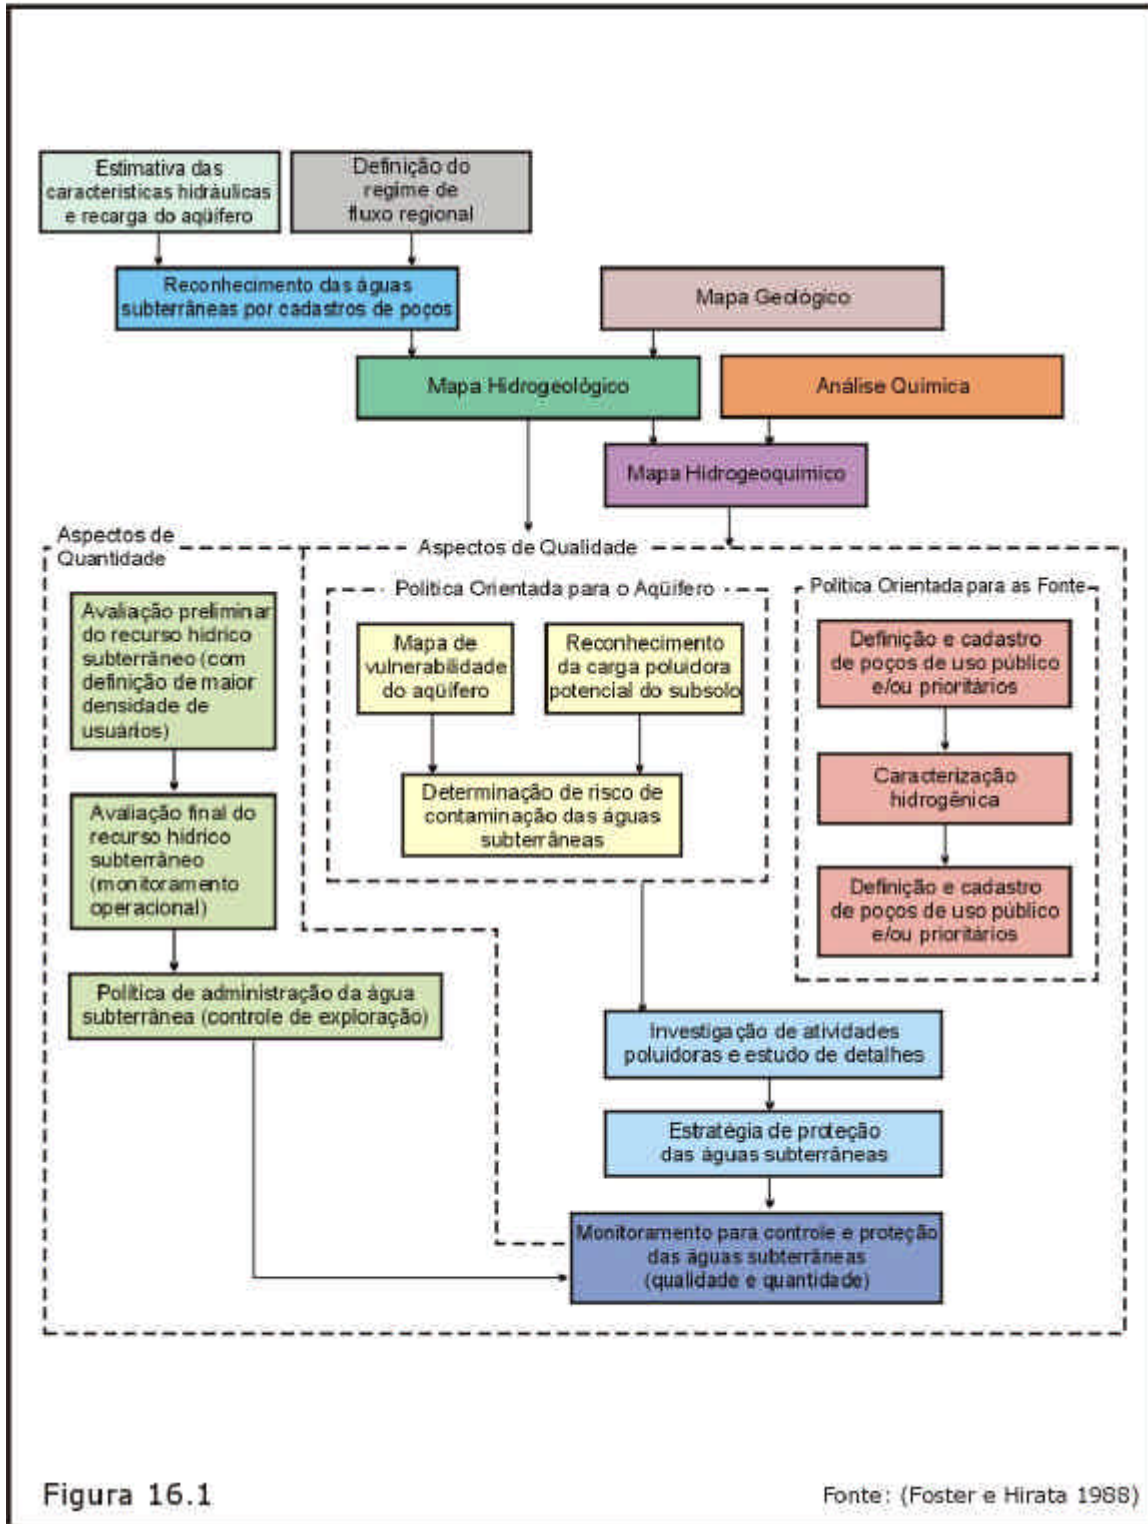 Estimativa das
características hidráulicas
e recarga do aqüífero
Definição do
regime de
fluxo regional
Reconhecimento das águas
subterrâneas por cadastros de poços
Mapa Geológico
Mapa Hidrogeológico
Análise Química
Mapa Hidrogeoquímico
Aspectos de
Quantidade
Aspectos de Qualidade
Política Orientada para o Aqüífero
Política Orientada para as Fonte
Avaliação preliminar
do recurso hídrico
subterrâneo (com
definição de maior
densidade de
usuários)
Mapa de
vulnerabilidade
do aqüífero
Reconhecimento
da carga poluidora
potencial do subsolo
Definição e cadastro
de poços de uso público
e/ou prioritários
Determinação de risco de
contaminação das águas
subterrâneas
Caracterização
hidrogênica
Avaliação final do
recurso hídrico
subterrâneo
(monitoramento
operacional)
Definição e cadastro
de poços de uso público
e/ou prioritários
Política de administração da água
subterrânea (controle de exploração)
Investigação de atividades
poluidoras e estudo de detalhes
Estratégia de proteção
das águas subterrâneas
Monitoramento para controle e proteção
das águas subterrâneas
(qualidade e quantidade)
Figura 16.1
Fonte: (Foster e Hirata 1988)